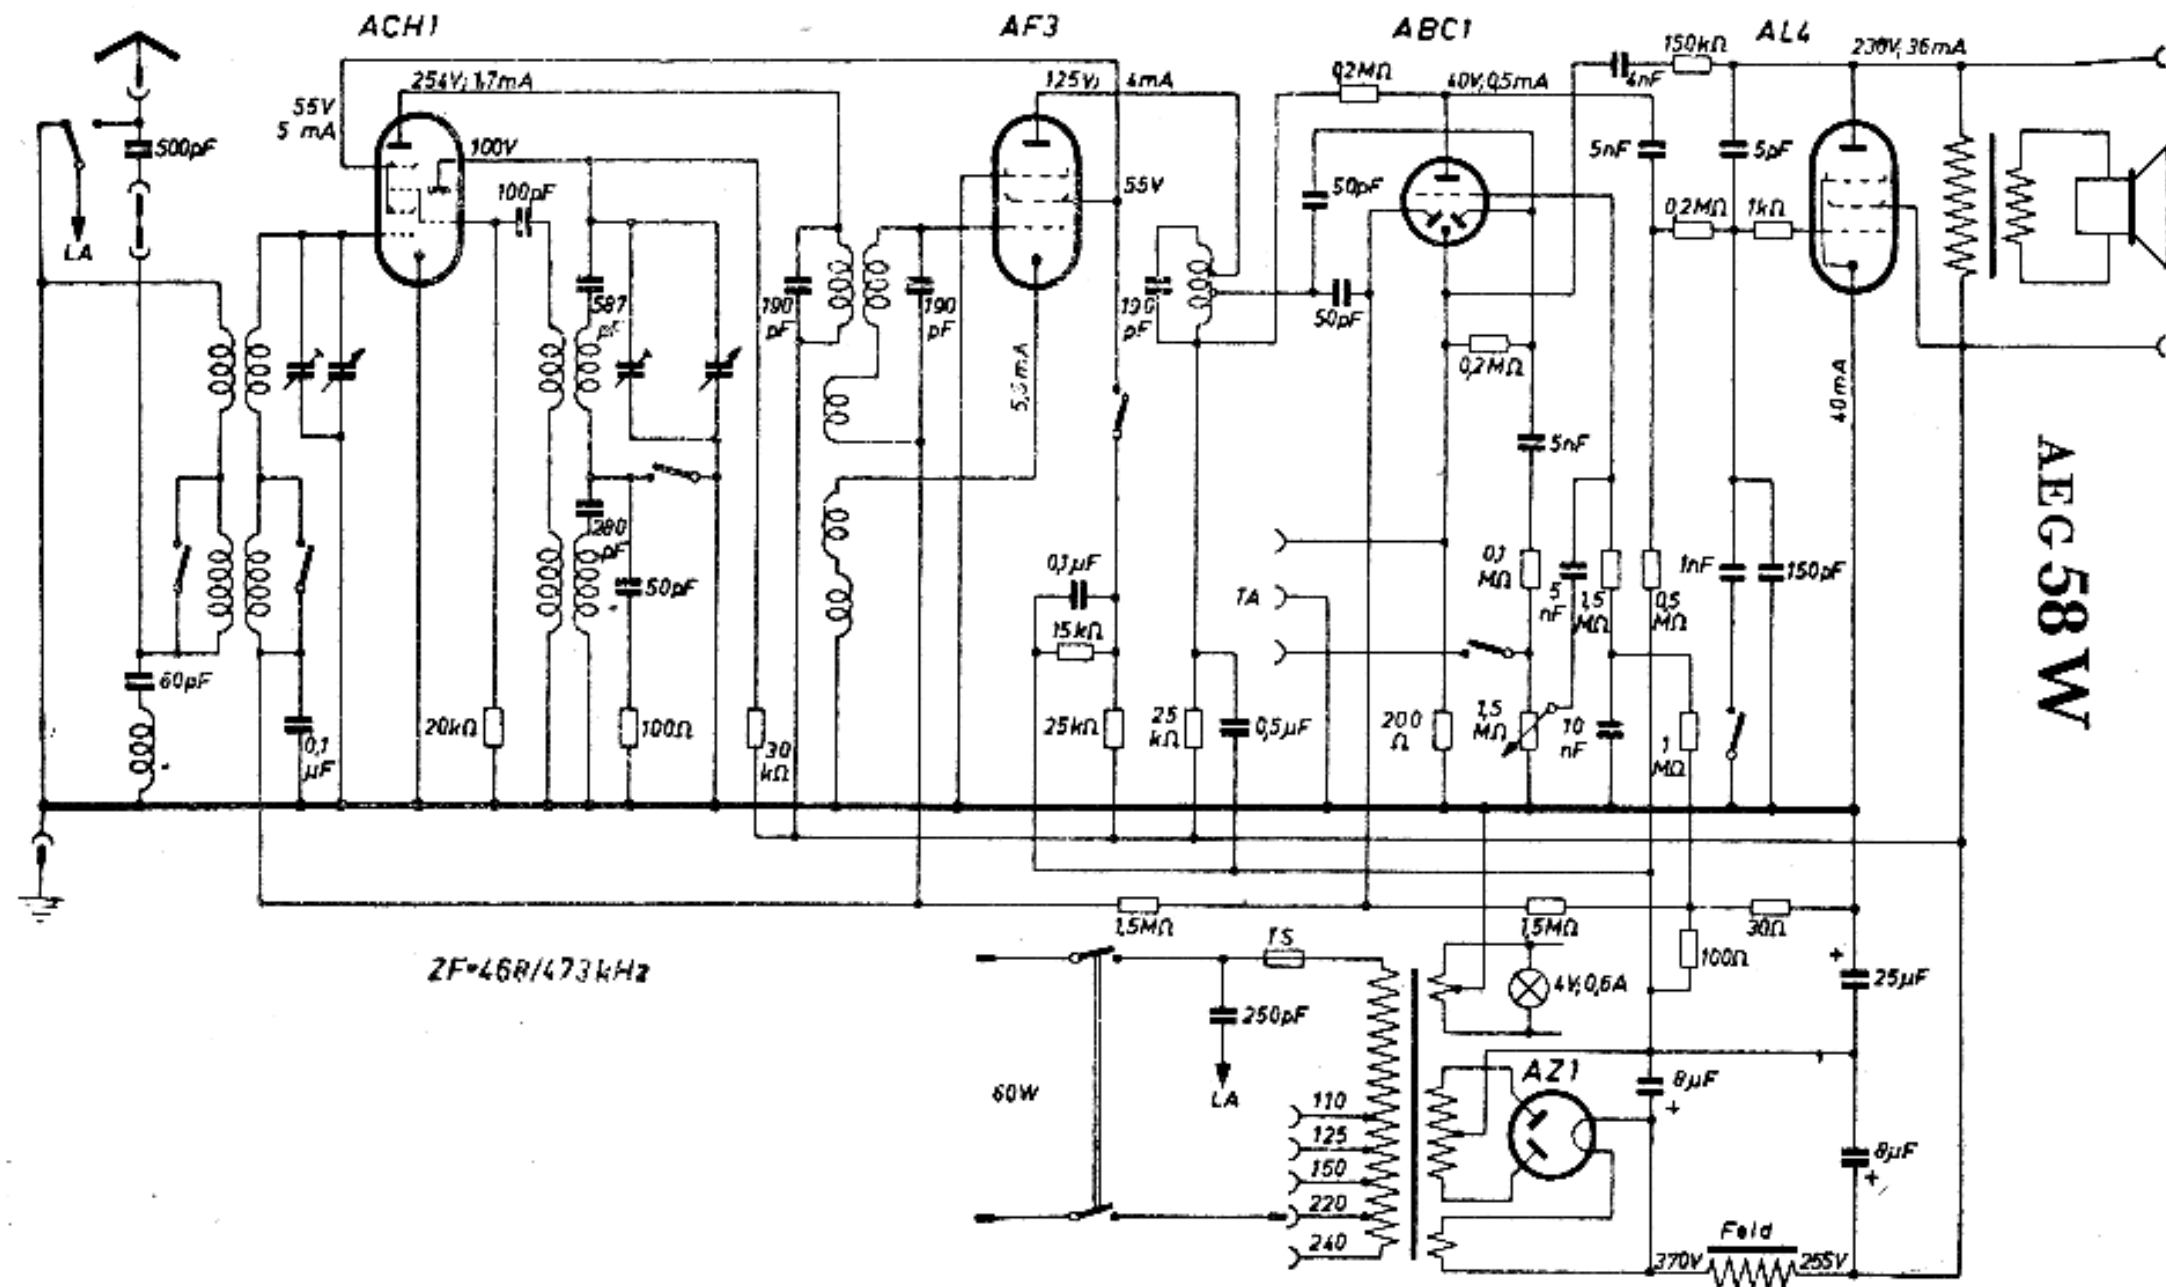 ACH1
AF3
ABC1
AL4
254V; 1,7mA
125V; 4mA
0,2MΩ
40V; 0,5mA
4nF
150kΩ
230V; 36mA
55V
5 mA
500pF
100V
100pF
55V
50pF
5nF
5pF
LA
0,2MΩ
1kΩ
587
pF
190
pF
190
pF
190
pF
50pF
0,2MΩ
5,8mA
40mA
5nF
280
pF
50pF
0,1µF
15kΩ
TA
0,1
MΩ
5
nF
1,5
MΩ
0,5
MΩ
1nF
150pF
60pF
0,1
µF
20kΩ
100Ω
30
kΩ
25kΩ
25
kΩ
0,5µF
200
Ω
1,5
MΩ
10
nF
1
MΩ
AEG 58 W
1,5MΩ
1,5MΩ
30Ω
ZF=468/473kHz
TS
250pF
LA
4V; 0,6A
100Ω
+
25µF
60W
110
125
150
220
240
AZ1
8µF
+
8µF
+
370V
Feld
255V